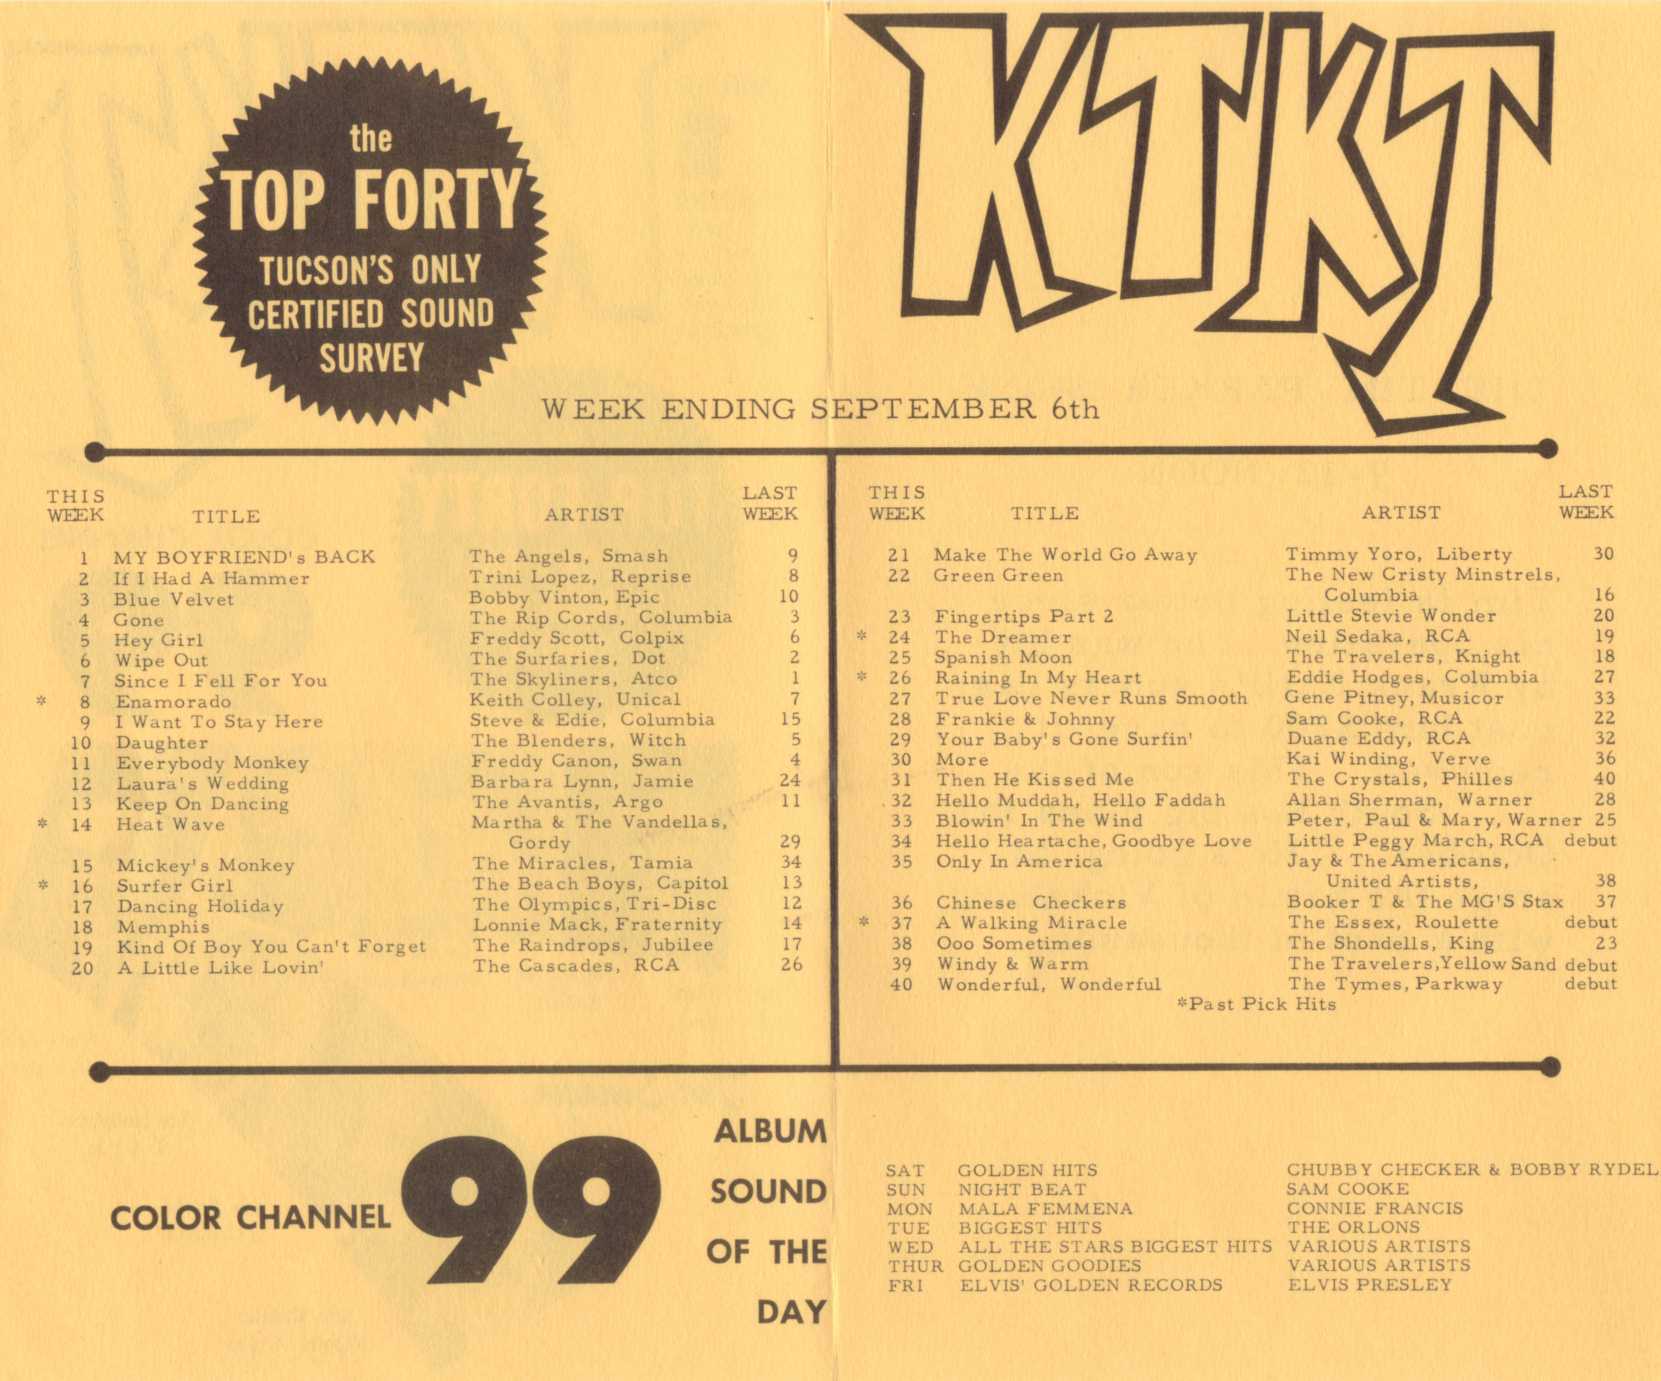 the
TOP FORTY
TUCSON'S ONLY
CERTIFIED SOUND
SURVEY
KTKT
WEEK ENDING SEPTEMBER 6th
THIS WEEK TITLE ARTIST LAST WEEK
1 MY BOYFRIEND's BACK The Angels, Smash 9
2 If I Had A Hammer Trini Lopez, Reprise 8
3 Blue Velvet Bobby Vinton, Epic 10
4 Gone The Rip Cords, Columbia 3
5 Hey Girl Freddy Scott, Colpix 6
6 Wipe Out The Surfaries, Dot 2
7 Since I Fell For You The Skyliners, Atco 1
* 8 Enamorado Keith Colley, Unical 7
9 I Want To Stay Here Steve & Edie, Columbia 15
10 Daughter The Blenders, Witch 5
11 Everybody Monkey Freddy Canon, Swan 4
12 Laura's Wedding Barbara Lynn, Jamie 24
13 Keep On Dancing The Avantis, Argo 11
* 14 Heat Wave Martha & The Vandellas,
Gordy 29
15 Mickey's Monkey The Miracles, Tamia 34
* 16 Surfer Girl The Beach Boys, Capitol 13
17 Dancing Holiday The Olympics, Tri-Disc 12
18 Memphis Lonnie Mack, Fraternity 14
19 Kind Of Boy You Can't Forget The Raindrops, Jubilee 17
20 A Little Like Lovin' The Cascades, RCA 26
THIS WEEK TITLE ARTIST LAST WEEK
21 Make The World Go Away Timmy Yoro, Liberty 30
22 Green Green The New Cristy Minstrels,
Columbia 16
23 Fingertips Part 2 Little Stevie Wonder 20
* 24 The Dreamer Neil Sedaka, RCA 19
25 Spanish Moon The Travelers, Knight 18
* 26 Raining In My Heart Eddie Hodges, Columbia 27
27 True Love Never Runs Smooth Gene Pitney, Musicor 33
28 Frankie & Johnny Sam Cooke, RCA 22
29 Your Baby's Gone Surfin' Duane Eddy, RCA 32
30 More Kai Winding, Verve 36
31 Then He Kissed Me The Crystals, Philles 40
32 Hello Muddah, Hello Faddah Allan Sherman, Warner 28
33 Blowin' In The Wind Peter, Paul & Mary, Warner 25
34 Hello Heartache, Goodbye Love Little Peggy March, RCA debut
35 Only In America Jay & The Americans,
United Artists, 38
36 Chinese Checkers Booker T & The MG'S Stax 37
* 37 A Walking Miracle The Essex, Roulette debut
38 Ooo Sometimes The Shondells, King 23
39 Windy & Warm The Travelers, Yellow Sand debut
40 Wonderful, Wonderful The Tymes, Parkway debut
*Past Pick Hits
COLOR CHANNEL 99
ALBUM
SOUND
OF THE
DAY
SAT GOLDEN HITS CHUBBY CHECKER & BOBBY RYDEL
SUN NIGHT BEAT SAM COOKE
MON MALA FEMMENA CONNIE FRANCIS
TUE BIGGEST HITS THE ORLONS
WED ALL THE STARS BIGGEST HITS VARIOUS ARTISTS
THUR GOLDEN GOODIES VARIOUS ARTISTS
FRI ELVIS' GOLDEN RECORDS ELVIS PRESLEY